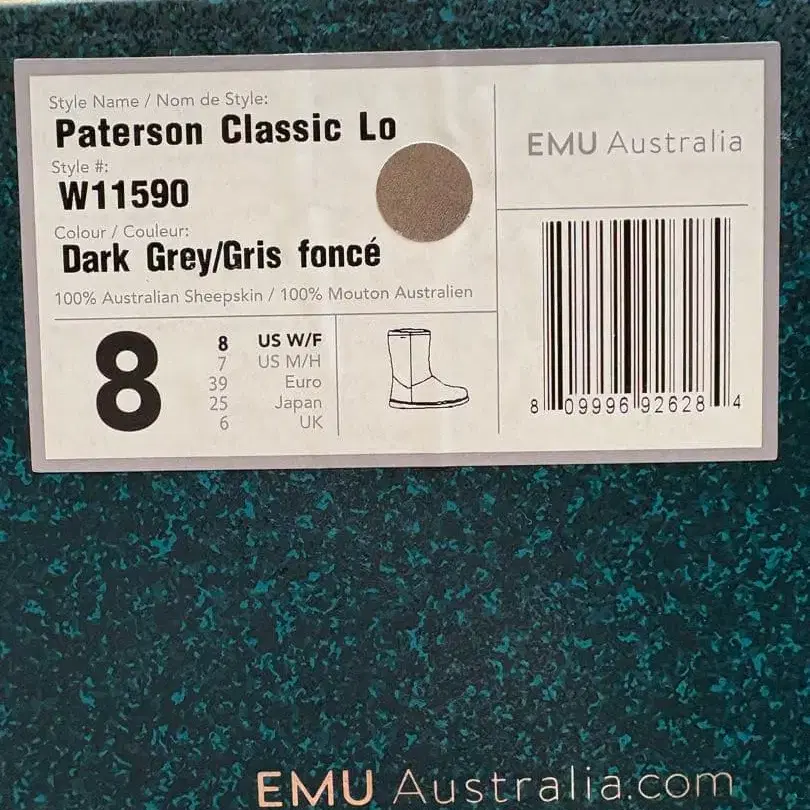 Style Name / Nom de Style:
Paterson Classic Lo
Style #:
W11590
Colour / Couleur:
Dark Grey/Gris foncé
100% Australian Sheepskin / 100% Mouton Australien
8
8 US W/F
7 US M/H
39 Euro
25 Japan
6 UK
EMU Australia
8 09996 92628 4
EMU Australia.com